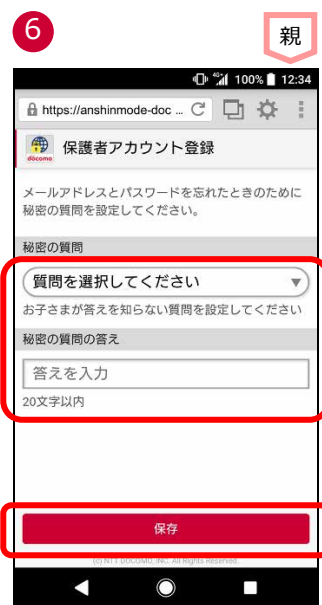 6
親
4G 100% 12:34
https://anshinmode-doc ...
docomo
保護者アカウント登録
メールアドレスとパスワードを忘れたときのために
秘密の質問を設定してください。
秘密の質問
質問を選択してください
お子さまが答えを知らない質問を設定してください
秘密の質問の答え
答えを入力
20文字以内
保存
(c) NTT DOCOMO, INC. All Rights Reserved.